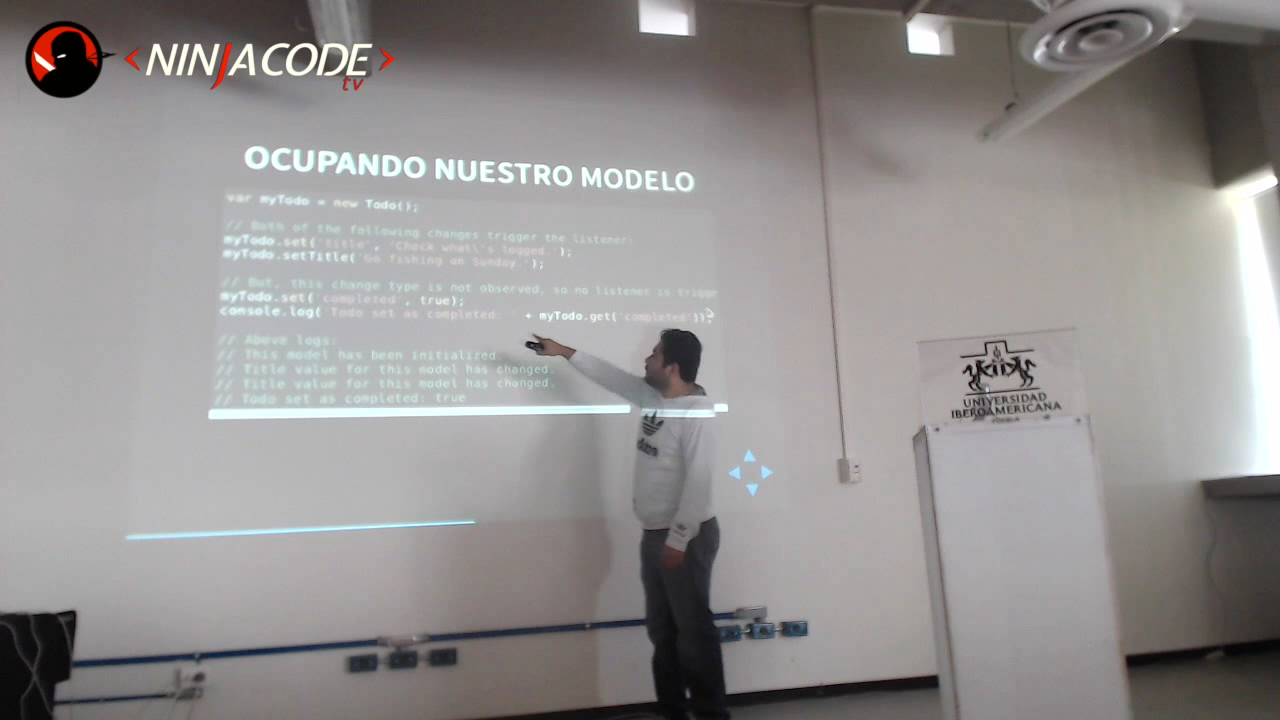 <NINJACODE>
tv
OCUPANDO NUESTRO MODELO
var myTodo = new Todo();
// Both of the following changes trigger the listener:
myTodo.set('title', 'Check what\'s logged.');
myTodo.setTitle('Go fishing on Sunday.');
// But, this change type is not observed, so no listener is trigge
myTodo.set('completed', true);
console.log('Todo set as completed: ' + myTodo.get('completed'));
// Above logs:
// This model has been initialized.
// Title value for this model has changed.
// Title value for this model has changed.
// Todo set as completed: true
UNIVERSIDAD
IBEROAMERICANA
PUEBLA